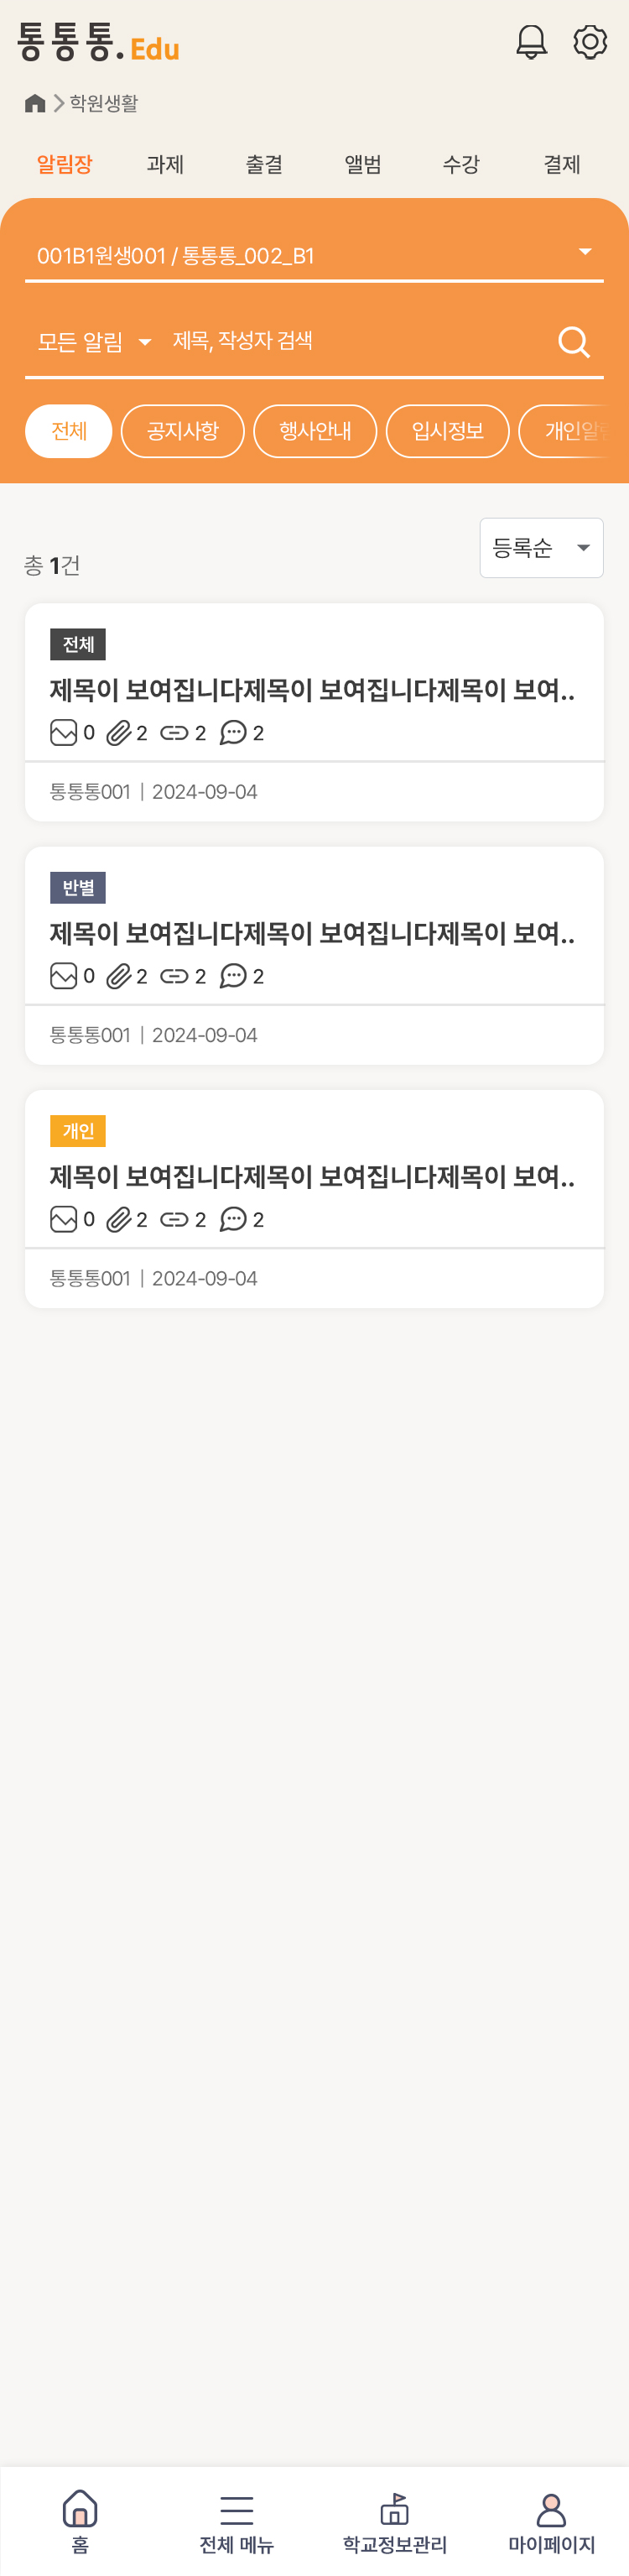 통통통. Edu
학원생활
알림장 과제 출결 앨범 수강 결제
001B1원생001 / 통통통_002_B1
모든 알림 제목, 작성자 검색
전체 공지사항 행사안내 입시정보 개인알림
총 1건 등록순
전체
제목이 보여집니다제목이 보여집니다제목이 보여..
0 2 2 2
통통통001 | 2024-09-04
반별
제목이 보여집니다제목이 보여집니다제목이 보여..
0 2 2 2
통통통001 | 2024-09-04
개인
제목이 보여집니다제목이 보여집니다제목이 보여..
0 2 2 2
통통통001 | 2024-09-04
홈 전체 메뉴 학교정보관리 마이페이지